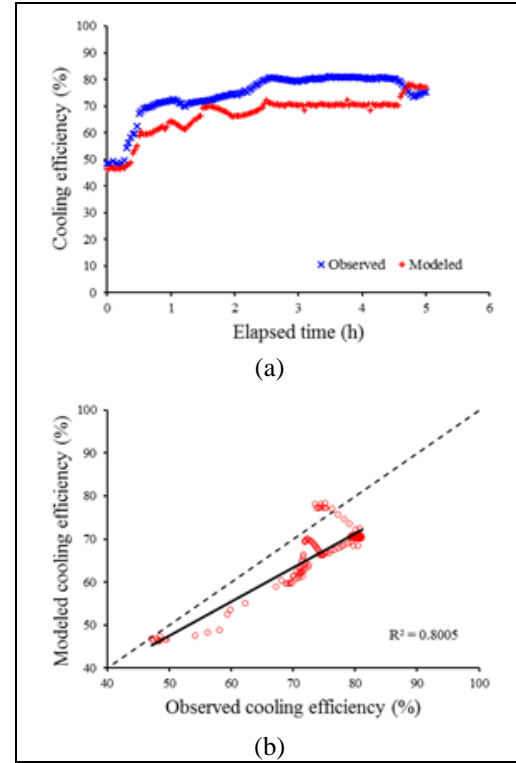 100
90
80
70
60
50
40
30
20
10
0
Cooling efficiency (%)
× Observed + Modeled
0 1 2 3 4 5 6
Elapsed time (h)
(a)
100
90
80
70
60
50
40
Modeled cooling efficiency (%)
R² = 0.8005
40 50 60 70 80 90 100
Observed cooling efficiency (%)
(b)